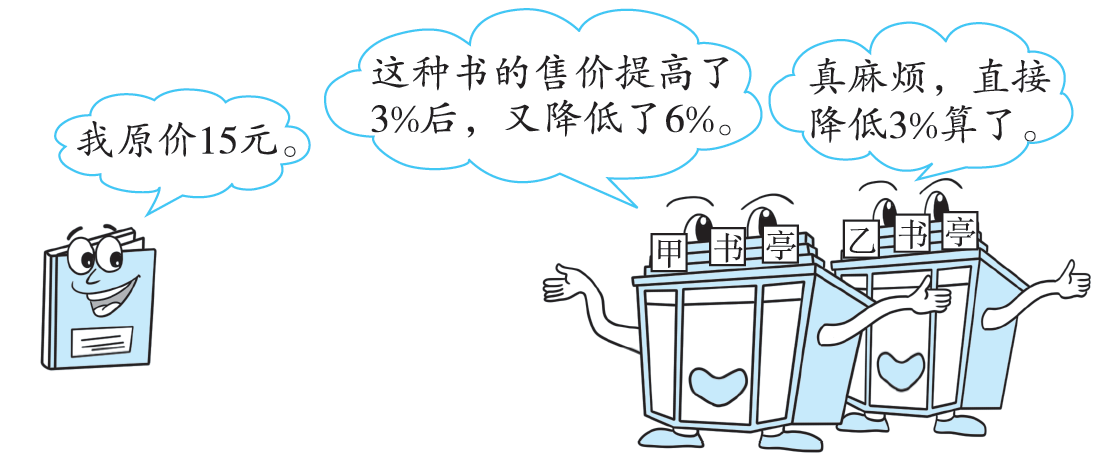 我原价15元。
这种书的售价提高了
3%后，又降低了6%。
真麻烦，直接
降低3%算了。
甲书亭
乙书亭